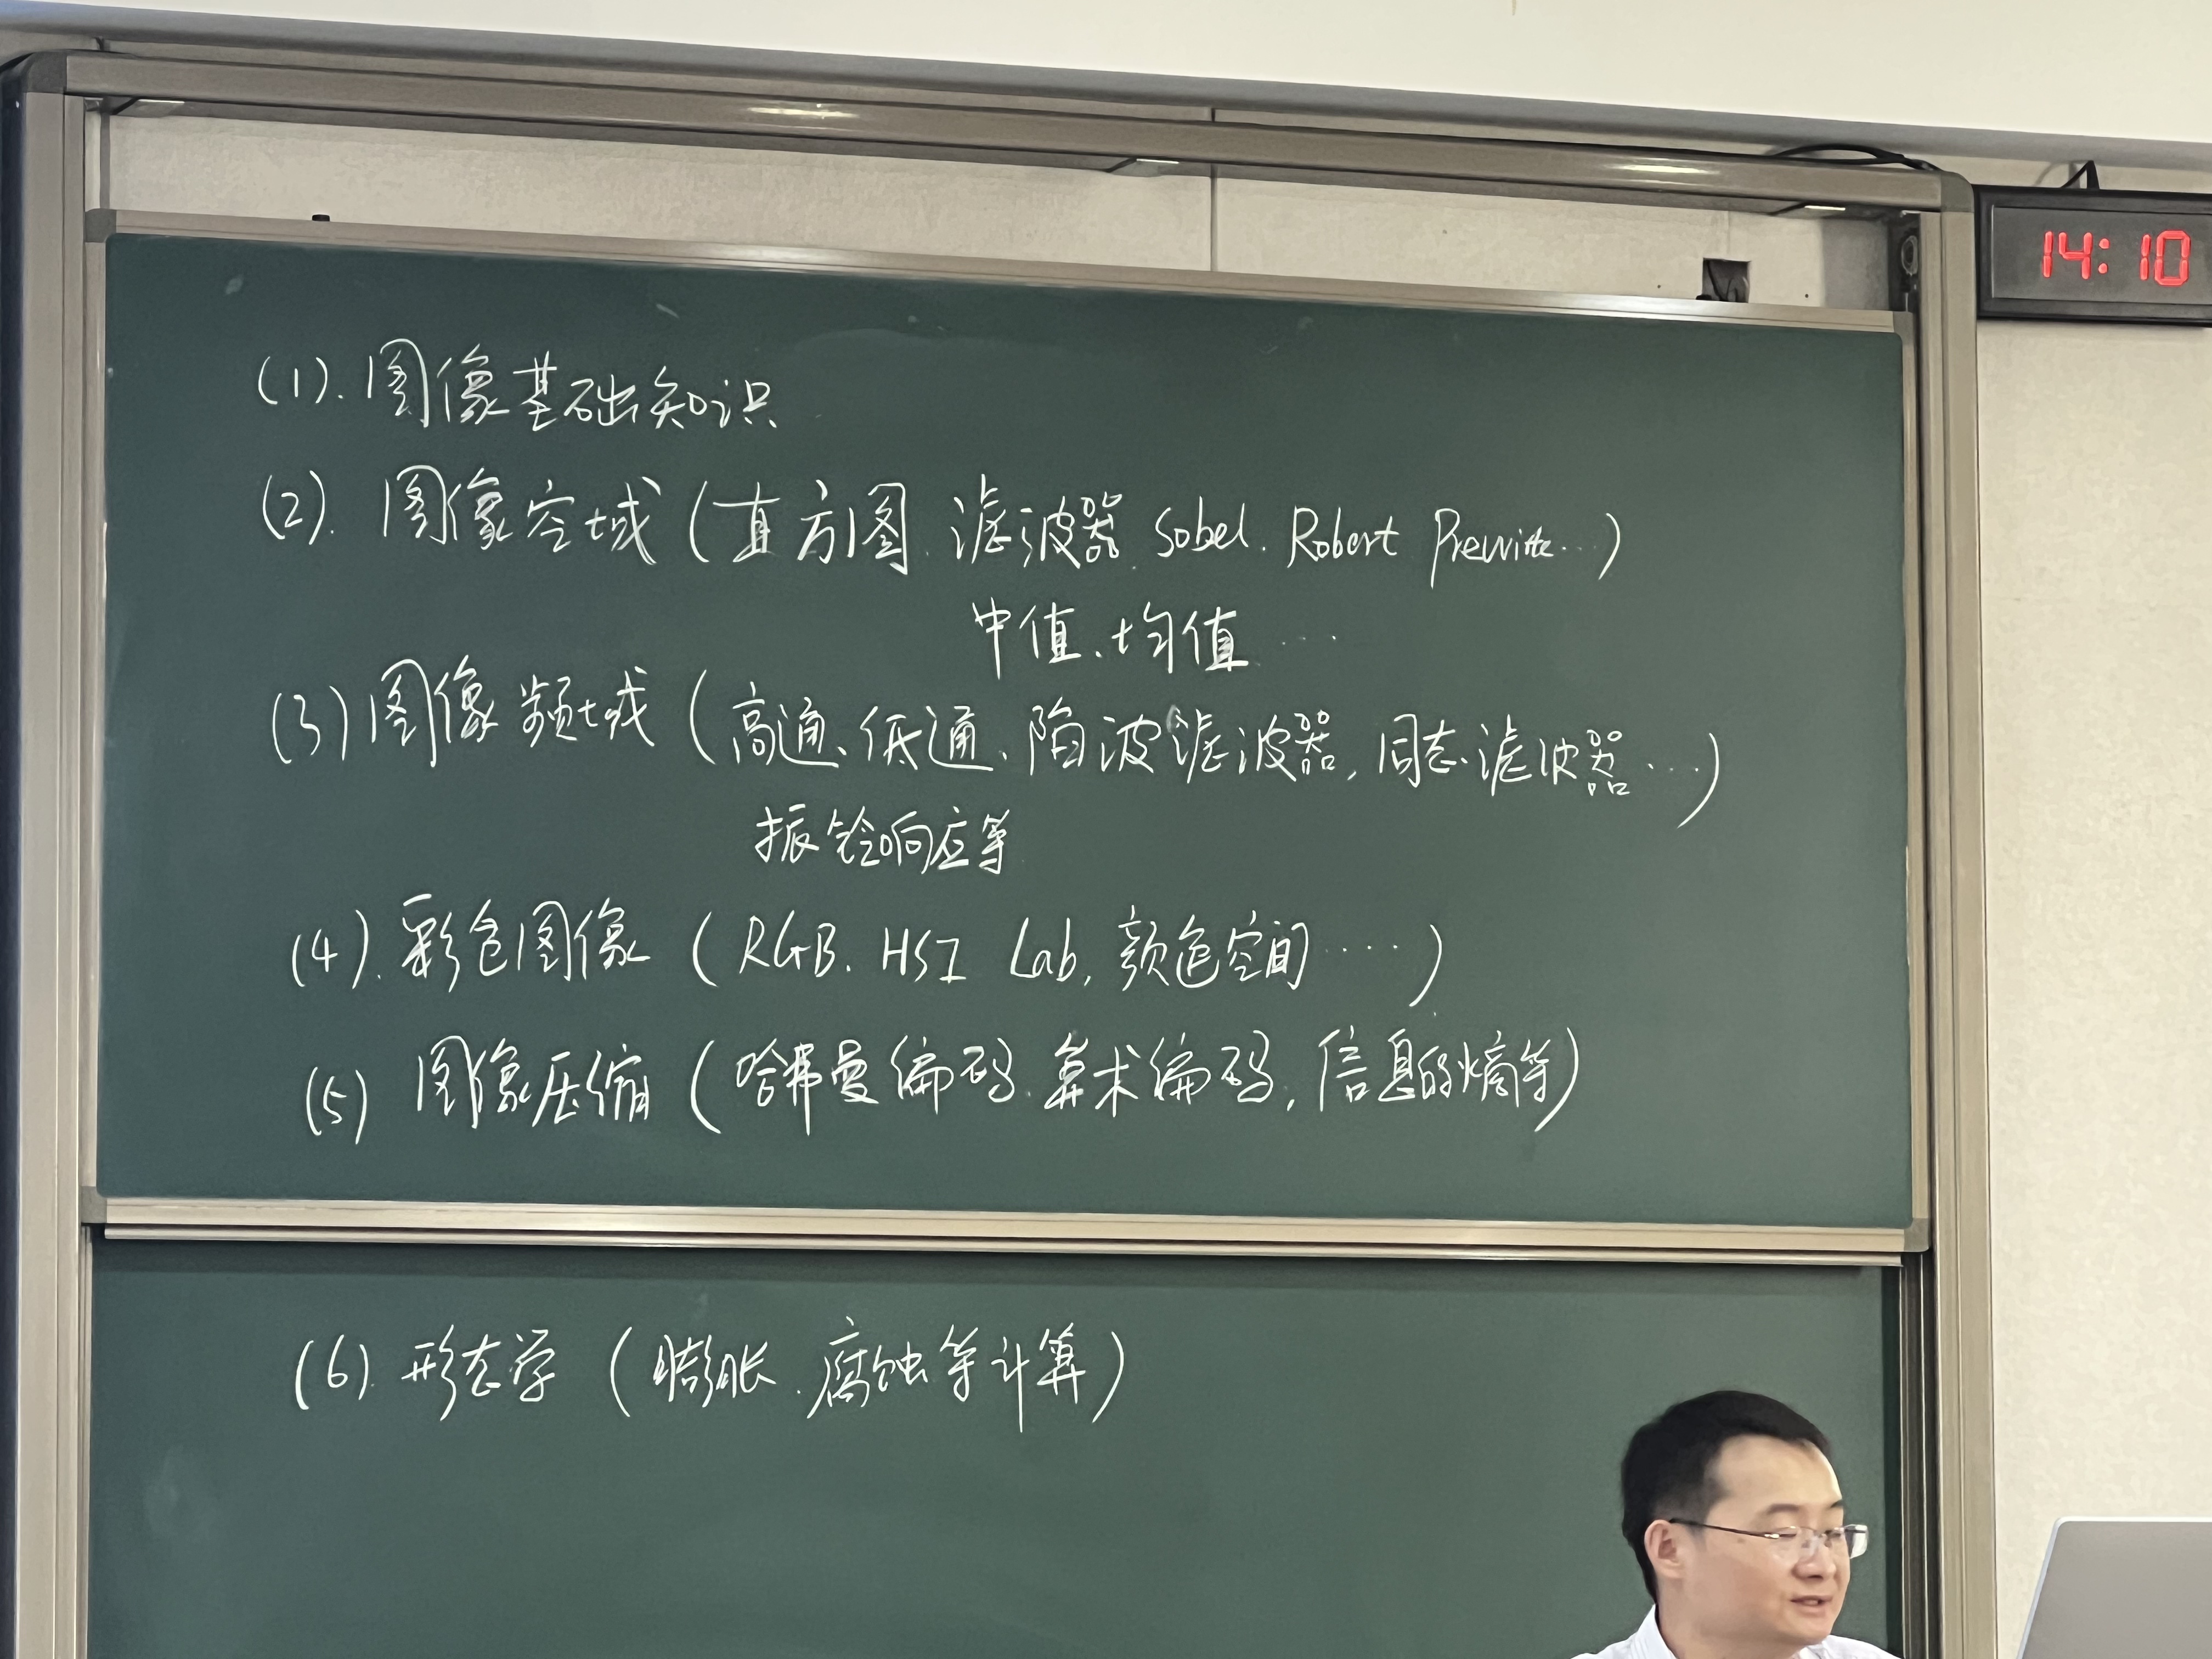 14:10
(1). 图像基础知识
(2). 图像空域 (直方图. 滤波器. Sobel. Robert Prewitt...)
中值、均值...
(3) 图像频域 (高通、低通、陷波滤波器, 同态滤波器...)
振铃响应等
(4). 彩色图像 (RGB. HSI Lab, 颜色空间....)
(5) 图像压缩 (哈弗曼编码. 算术编码, 信息的熵等)
(6). 形态学 (膨胀. 腐蚀等计算)